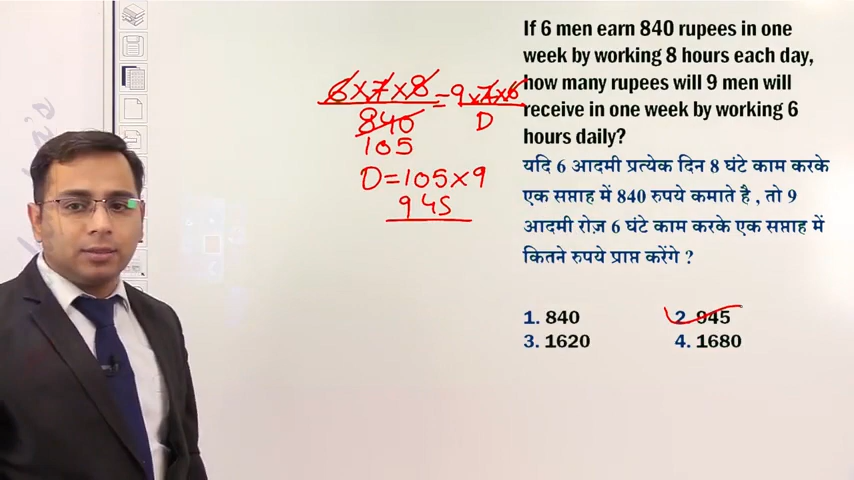 If 6 men earn 840 rupees in one
week by working 8 hours each day,
how many rupees will 9 men will
receive in one week by working 6
hours daily?
यदि 6 आदमी प्रत्येक दिन 8 घंटे काम करके
एक सप्ताह में 840 रुपये कमाते है , तो 9
आदमी रोज़ 6 घंटे काम करके एक सप्ताह में
कितने रुपये प्राप्त करेंगे ?
1. 840
2. 945
3. 1620
4. 1680
6×7×8 = 9×7×6
840 D
105
D=105×9
945